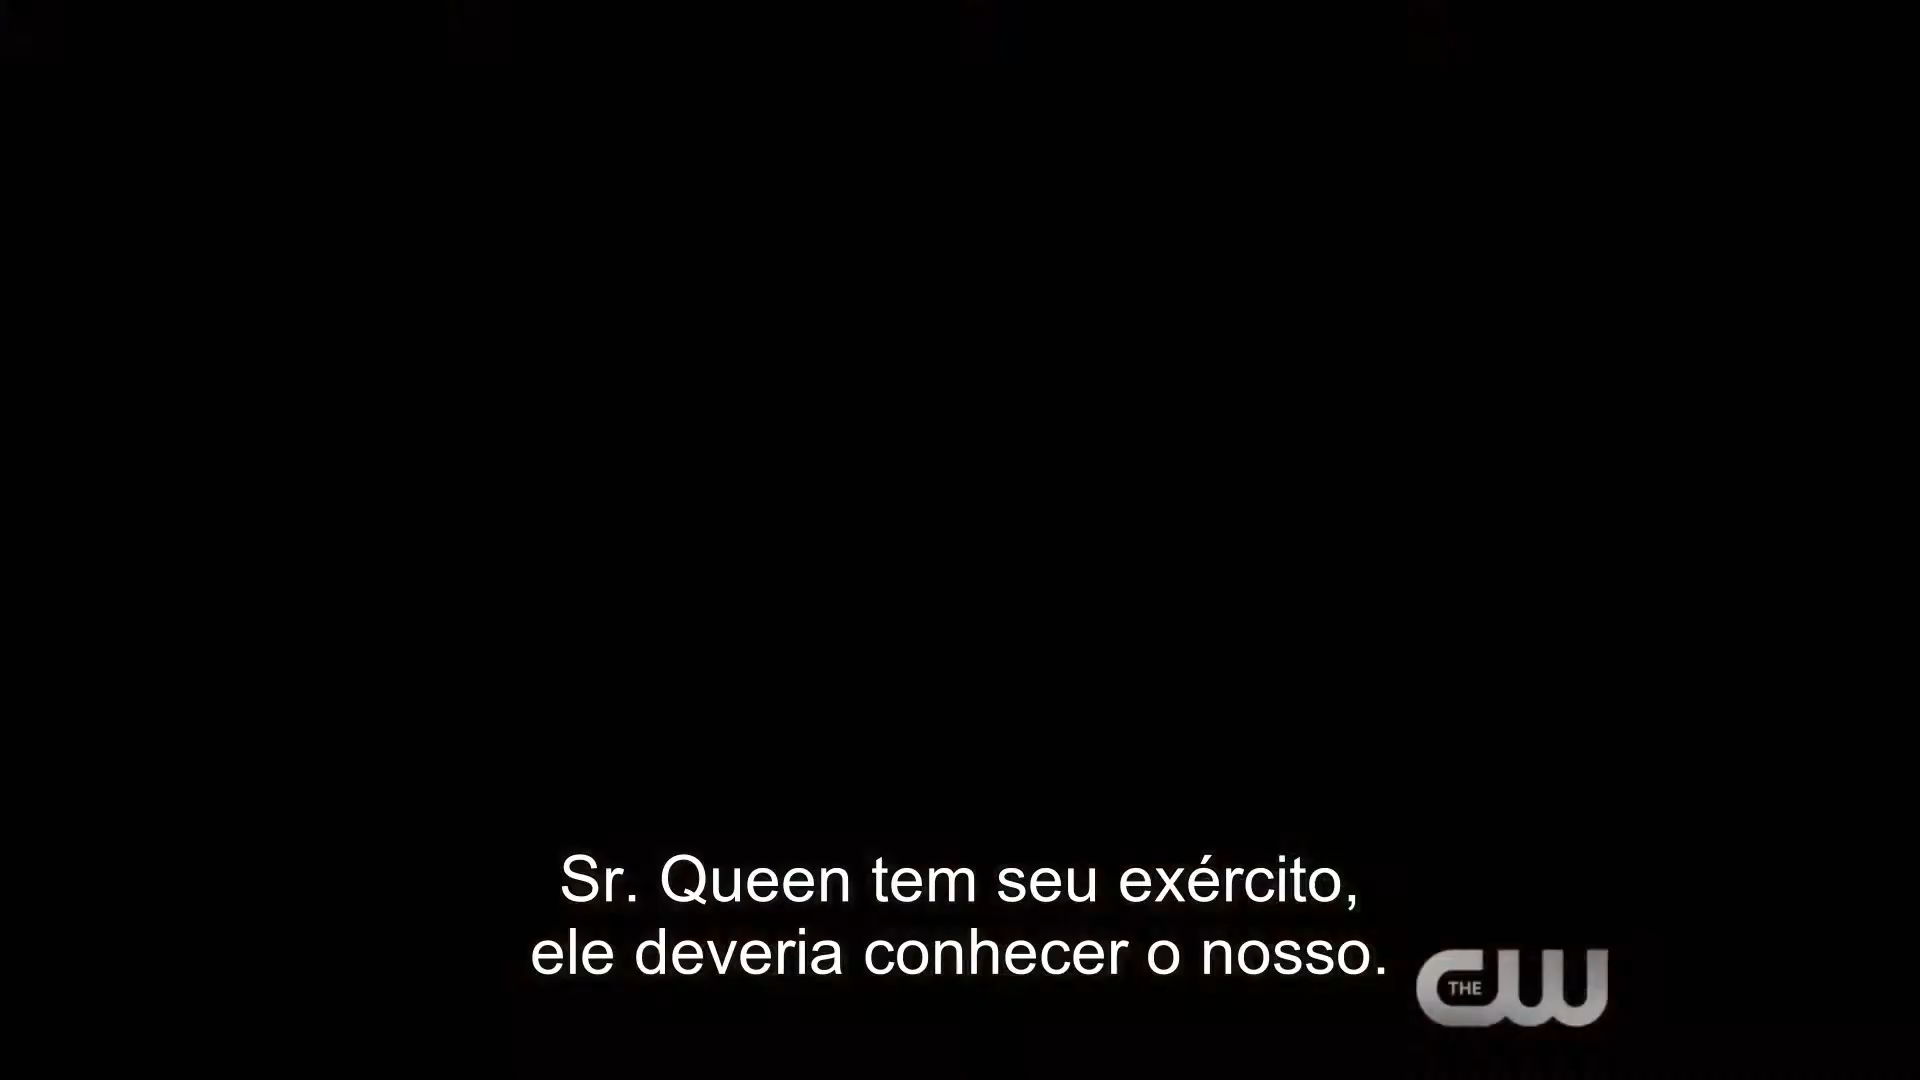 Sr. Queen tem seu exército,
ele deveria conhecer o nosso.
THE CW